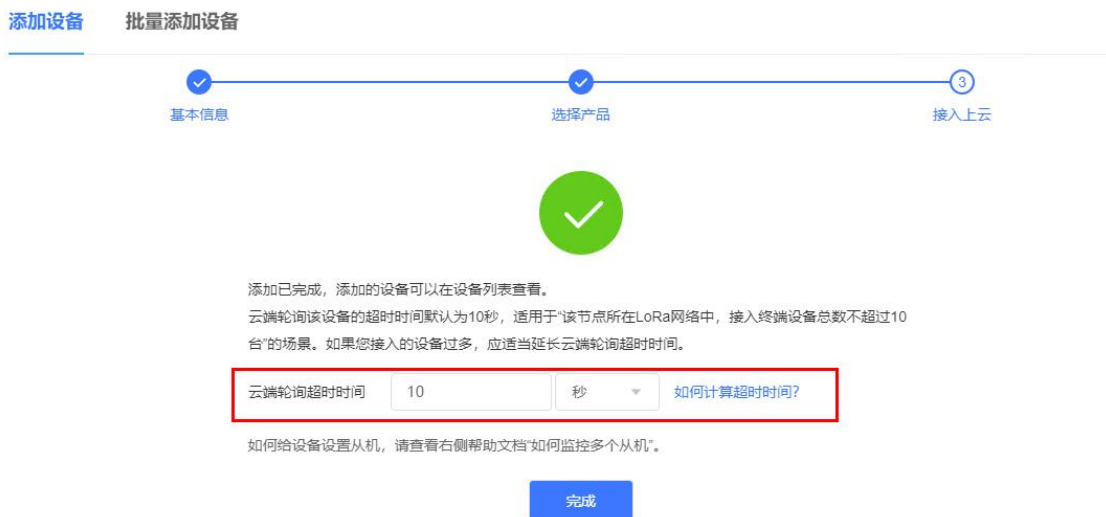 添加设备 批量添加设备
3
基本信息 选择产品 接入上云
添加已完成，添加的设备可以在设备列表查看。
云端轮询该设备的超时时间默认为10秒，适用于“该节点所在LoRa网络中，接入终端设备总数不超过10
台”的场景。如果您接入的设备过多，应适当延长云端轮询超时时间。
云端轮询超时时间 10 秒 如何计算超时时间?
如何给设备设置从机，请查看右侧帮助文档“如何监控多个从机”。
完成